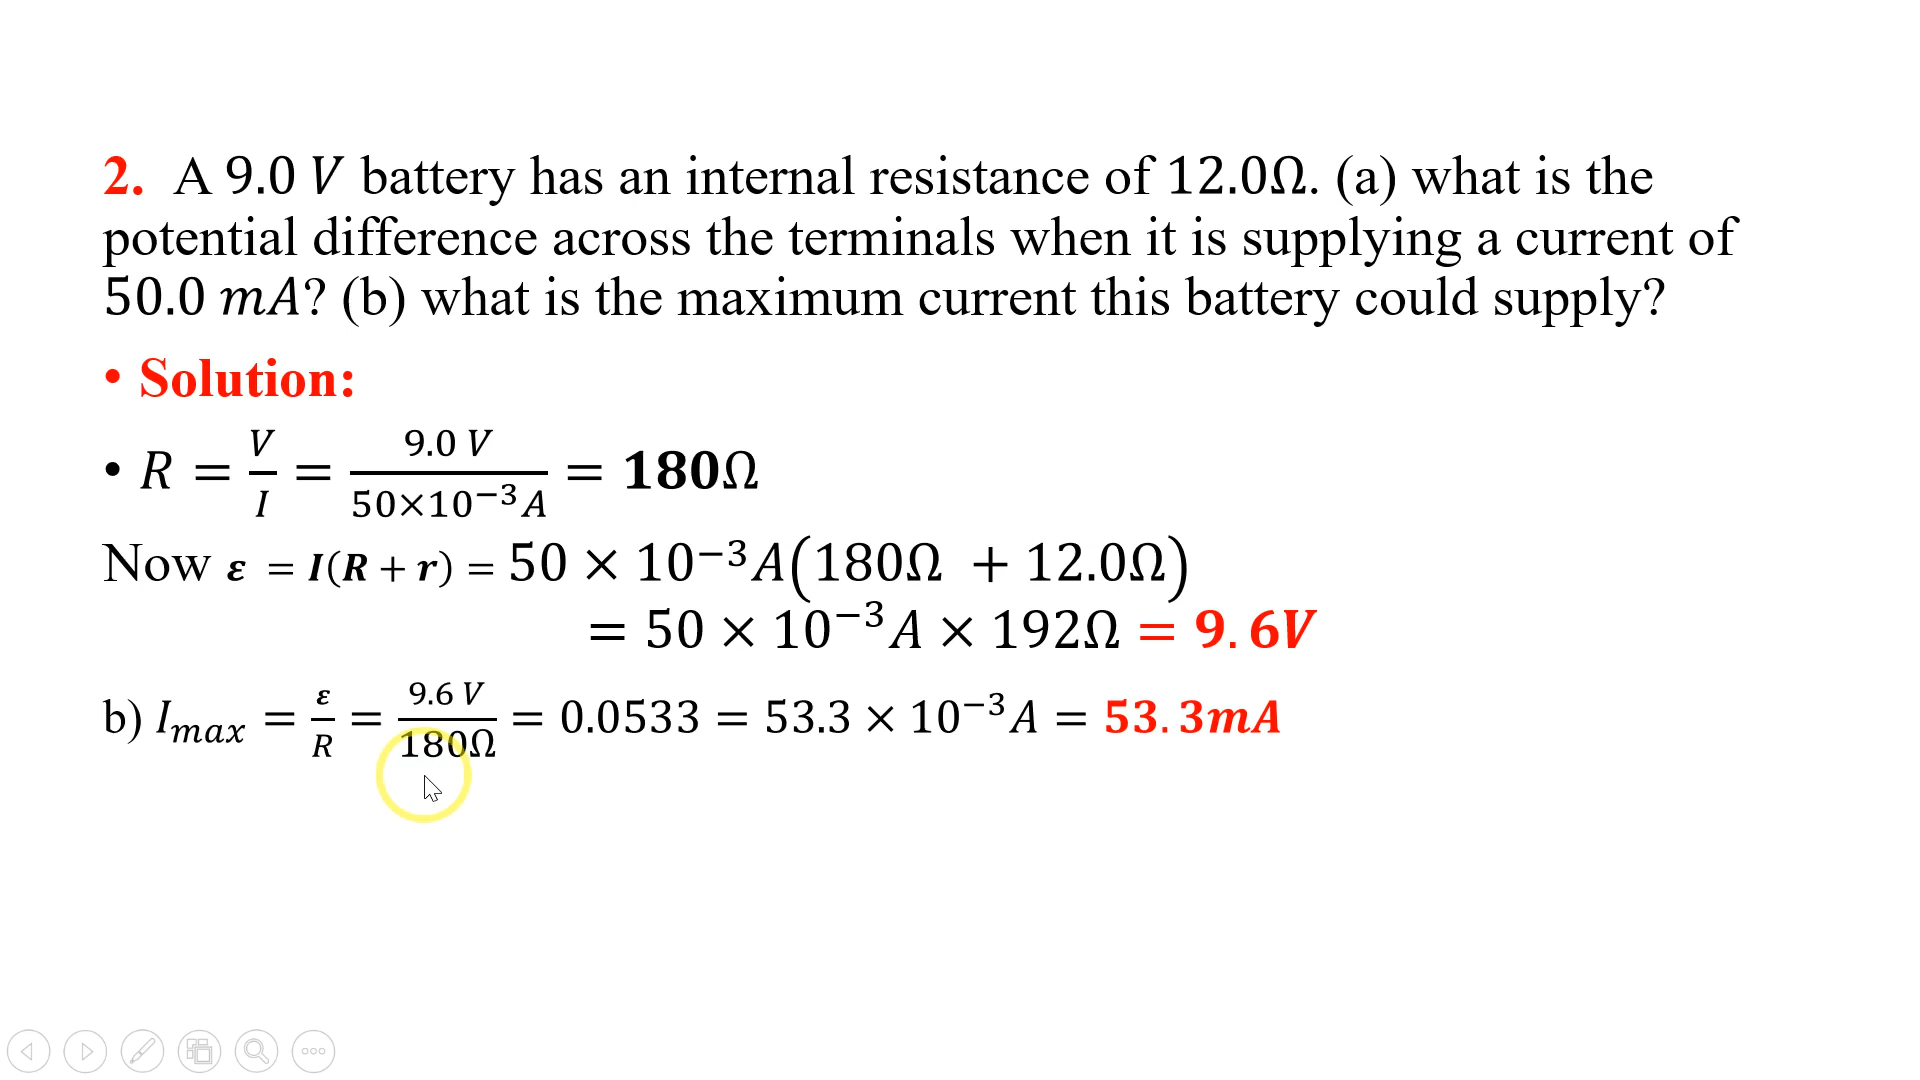 2. A 9.0 V battery has an internal resistance of 12.0Ω. (a) what is the
potential difference across the terminals when it is supplying a current of
50.0 mA? (b) what is the maximum current this battery could supply?
• Solution:
• R = V/I = 9.0 V/50×10⁻³A = 180Ω
Now ε = I(R + r) = 50 × 10⁻³A(180Ω + 12.0Ω)
= 50 × 10⁻³A × 192Ω = 9.6V
b) Iₘₐₓ = ε/R = 9.6 V/180Ω = 0.0533 = 53.3 × 10⁻³A = 53.3mA